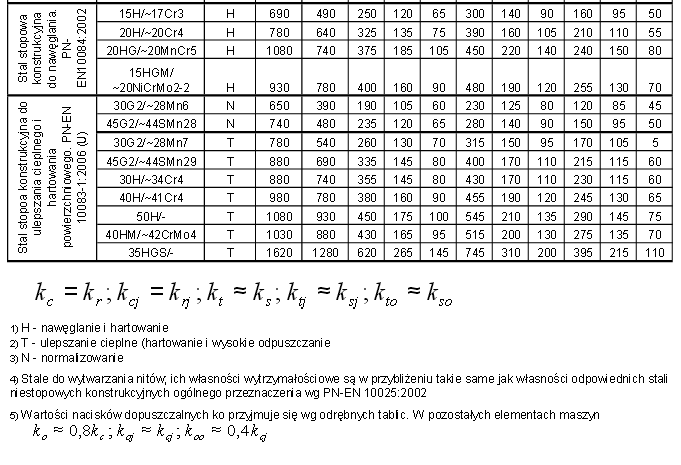 Stal stopowa konstrukcyjna do nawęglania. PN-EN10084:2002
15H/~17Cr3 H 690 490 250 120 65 300 140 90 160 95 50
20H/~20Cr4 H 780 640 325 135 75 390 160 105 210 110 55
20HG/~20MnCr5 H 1080 740 375 185 105 450 220 140 240 150 80
15HGM/
~20NiCrMo2-2 H 930 780 400 160 90 480 190 120 255 130 70
Stal stopoa konstrukcyjna do ulepszania cieplnego i hartowania powierzchniowego. PN-EN 10083-1:2006 (U)
30G2/~28Mn6 N 650 390 190 105 60 230 125 80 120 85 45
45G2/~44SMn28 N 740 480 235 120 65 280 140 90 150 95 50
30G2/~28Mn7 T 780 540 260 130 70 315 150 95 170 105 5
45G2/~44SMn29 T 880 690 335 145 80 400 170 110 215 115 60
30H/~34Cr4 T 880 740 355 145 80 430 170 110 230 115 60
40H/~41Cr4 T 980 780 380 160 90 455 190 120 245 130 65
50H/- T 1080 930 450 175 100 545 210 135 290 145 75
40HM/~42CrMo4 T 1030 880 430 165 95 515 200 130 275 135 70
35HGS/- T 1620 1280 620 265 145 745 310 200 395 215 110
k_c = k_r ; k_cj = k_rj ; k_t ≈ k_s ; k_tj ≈ k_sj ; k_to ≈ k_so
1) H - nawęglanie i hartowanie
2) T - ulepszanie cieplne (hartowanie i wysokie odpuszczanie
3) N - normalizowanie
4) Stale do wytwarzania nitów; ich własności wytrzymałościowe są w przybliżeniu takie same jak własności odpowiednich stali
niestopowych konstrukcyjnych ogólnego przeznaczenia wg PN-EN 10025:2002
5) Wartości nacisków dopuszczalnych ko przyjmuje się wg odrębnych tablic. W pozostałych elementach maszyn
k_o ≈ 0,8k_c ; k_oj ≈ k_cj ; k_oo ≈ 0,4k_cj